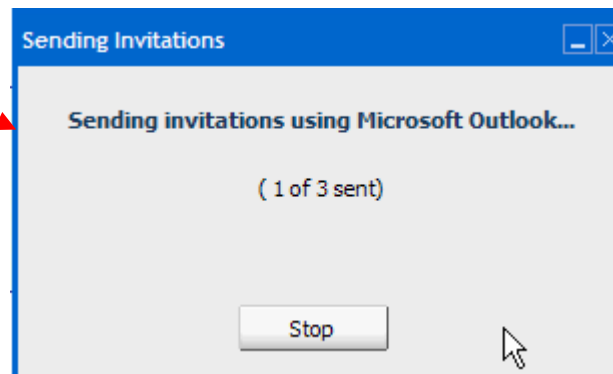 Sending Invitations
Sending invitations using Microsoft Outlook...
( 1 of 3 sent)
Stop